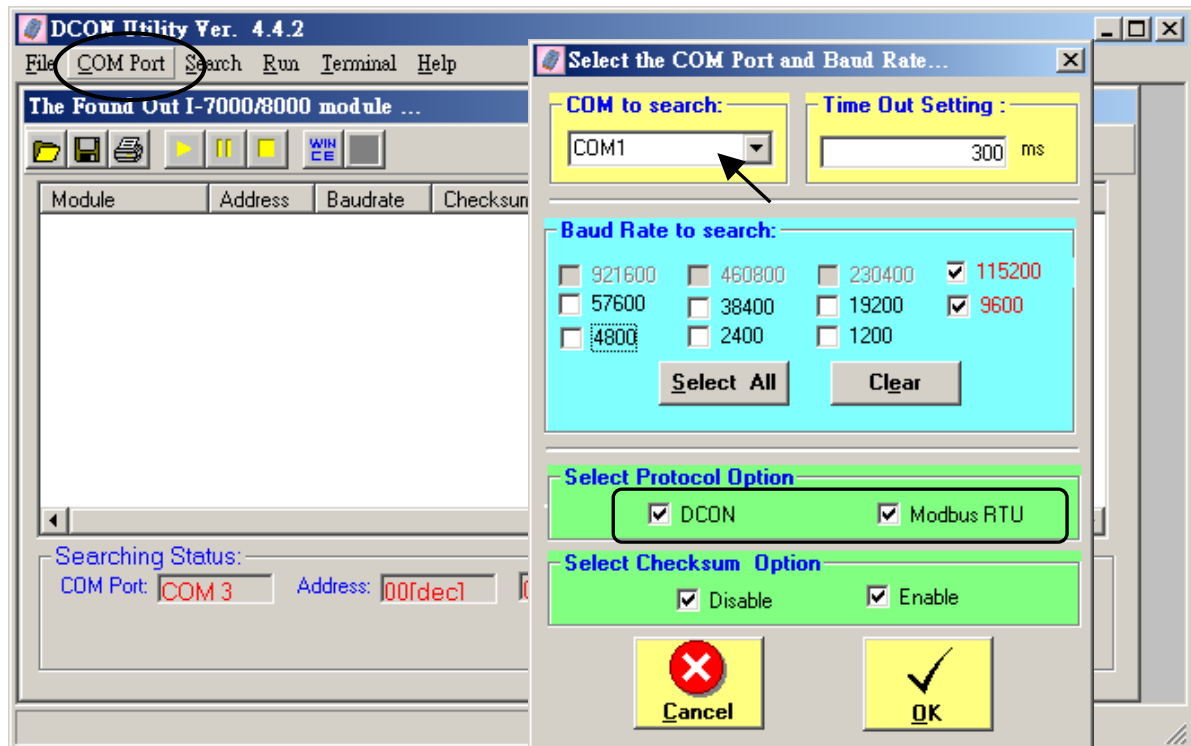 DCON Utility Ver. 4.4.2
File COM Port Search Run Terminal Help
The Found Out I-7000/8000 module ...
WIN
CE
Module Address Baudrate
Searching Status:
COM Port: COM 3 Address: 00[dec]
Select the COM Port and Baud Rate...
COM to search:
COM1
Time Out Setting :
300 ms
Baud Rate to search:
921600 460800 230400 115200
57600 38400 19200 9600
4800 2400 1200
Select All Clear
Select Protocol Option
DCON Modbus RTU
Select Checksum Option
Disable Enable
Cancel OK